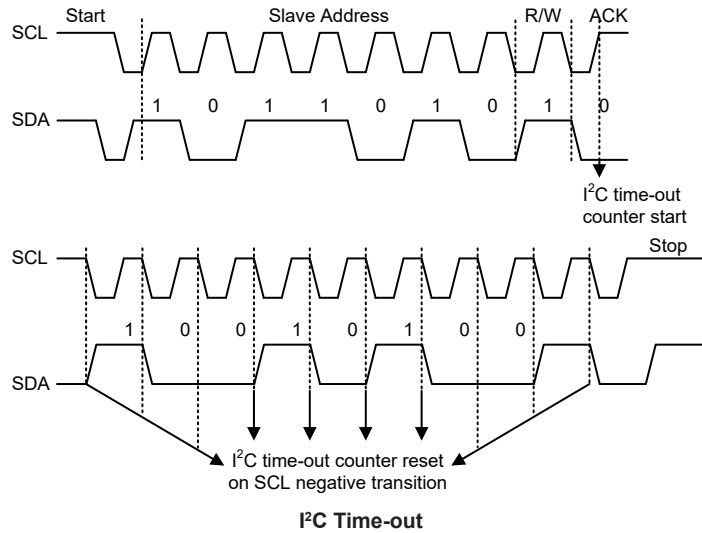 Start Slave Address R/W ACK
SCL
1 0 1 1 0 1 0 1 0
SDA
I²C time-out
counter start
Stop
SCL
1 0 0 1 0 1 0 0
SDA
I²C time-out counter reset
on SCL negative transition
I²C Time-out